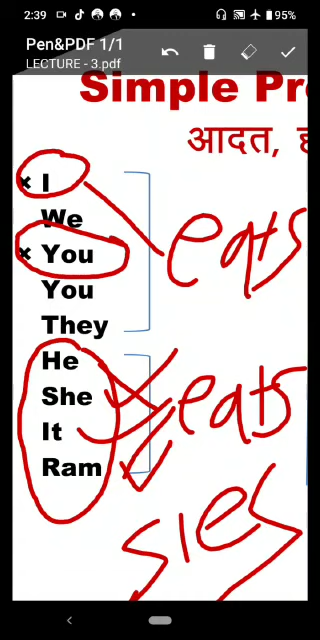 2:39 95%
Pen&PDF 1/1
LECTURE - 3.pdf
Simple Pr
आदत,
× I
We
× You
eats
You
They
He
She
eats
It
Ram
sies